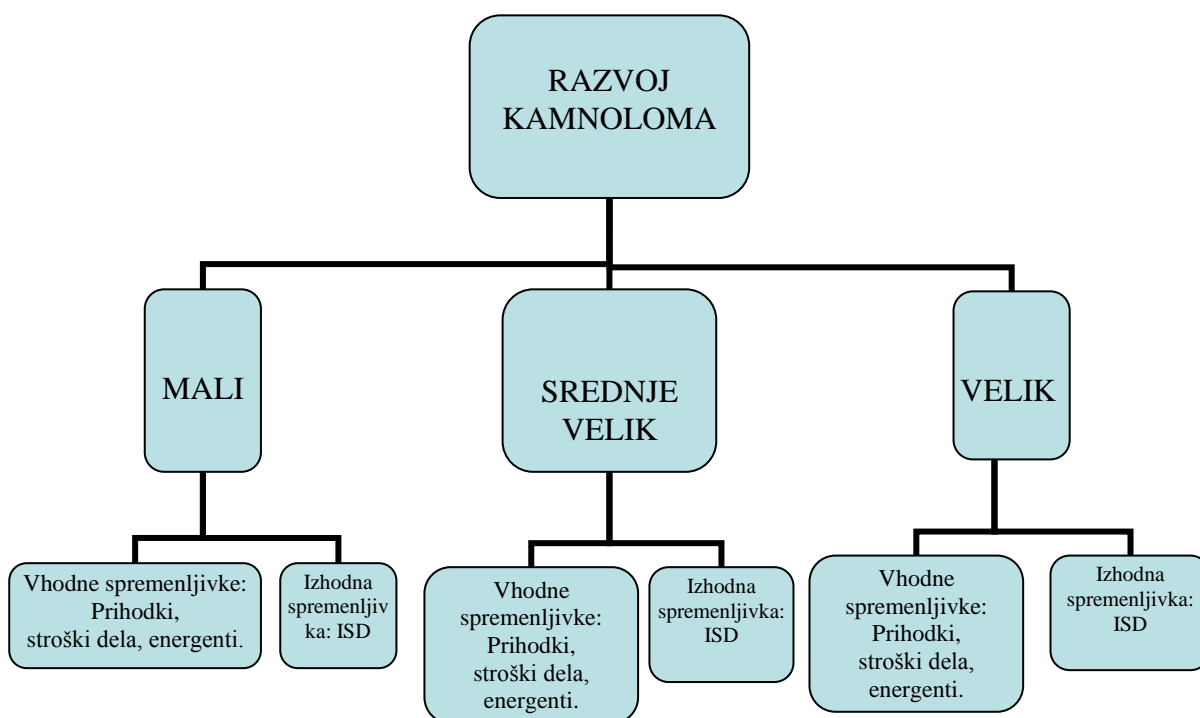 RAZVOJ
KAMNOLOMA
MALI
SREDNJE
VELIK
VELIK
Vhodne spremenljivke:
Prihodki,
stroški dela, energenti.
Izhodna
spremenljiv
ka: ISD
Vhodne
spremenljivke:
Prihodki,
stroški dela,
energenti.
Izhodna
spremenljivka:
ISD
Vhodne
spremenljivke:
Prihodki,
stroški dela,
energenti.
Izhodna
spremenljivka:
ISD